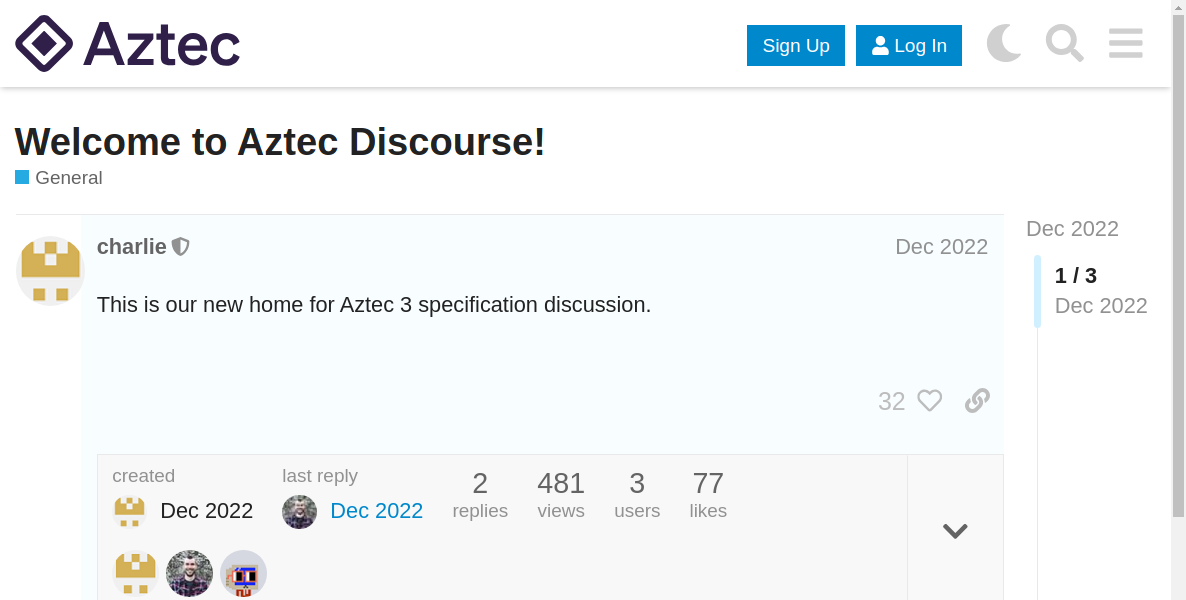 Aztec
Sign Up
Log In
Welcome to Aztec Discourse!
General
charlie
Dec 2022
This is our new home for Aztec 3 specification discussion.
32
Dec 2022
1 / 3
Dec 2022
created
Dec 2022
last reply
Dec 2022
2
replies
481
views
3
users
77
likes